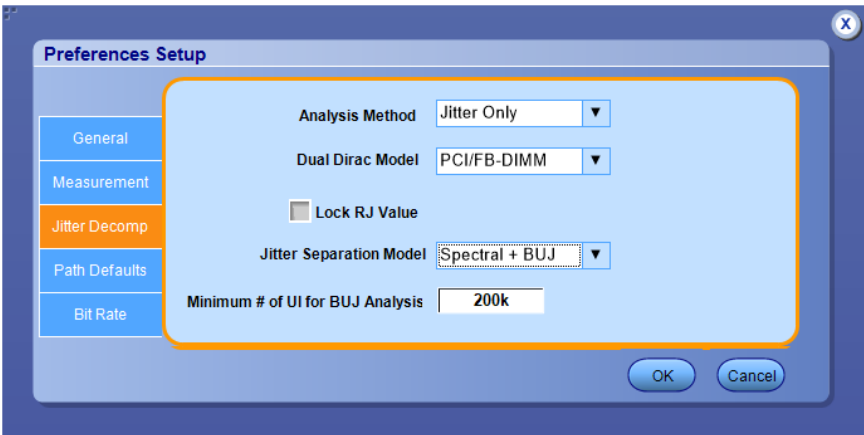 X
Preferences Setup
General
Measurement
Jitter Decomp
Path Defaults
Bit Rate
Analysis Method Jitter Only
Dual Dirac Model PCI/FB-DIMM
Lock RJ Value
Jitter Separation Model Spectral + BUJ
Minimum # of UI for BUJ Analysis 200k
OK Cancel